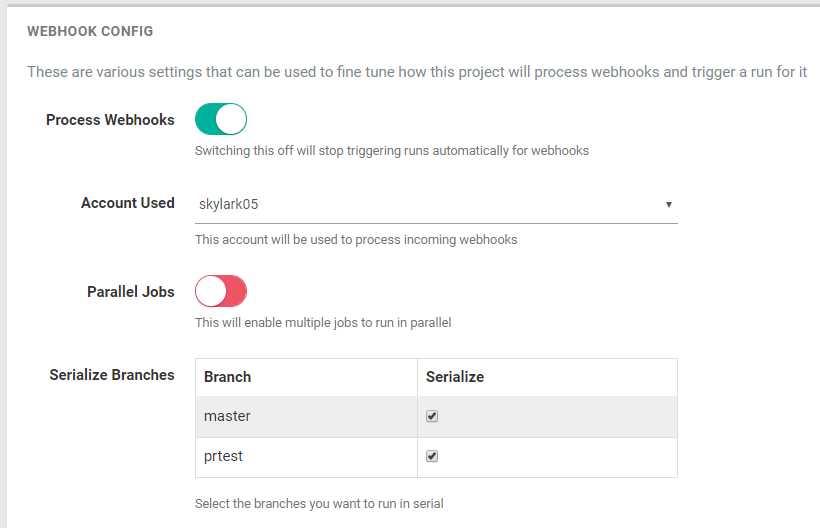 WEBHOOK CONFIG
These are various settings that can be used to fine tune how this project will process webhooks and trigger a run for it
Process Webhooks
Switching this off will stop triggering runs automatically for webhooks
Account Used
skylark05
This account will be used to process incoming webhooks
Parallel Jobs
This will enable multiple jobs to run in parallel
Serialize Branches
Branch Serialize
master
prtest
Select the branches you want to run in serial